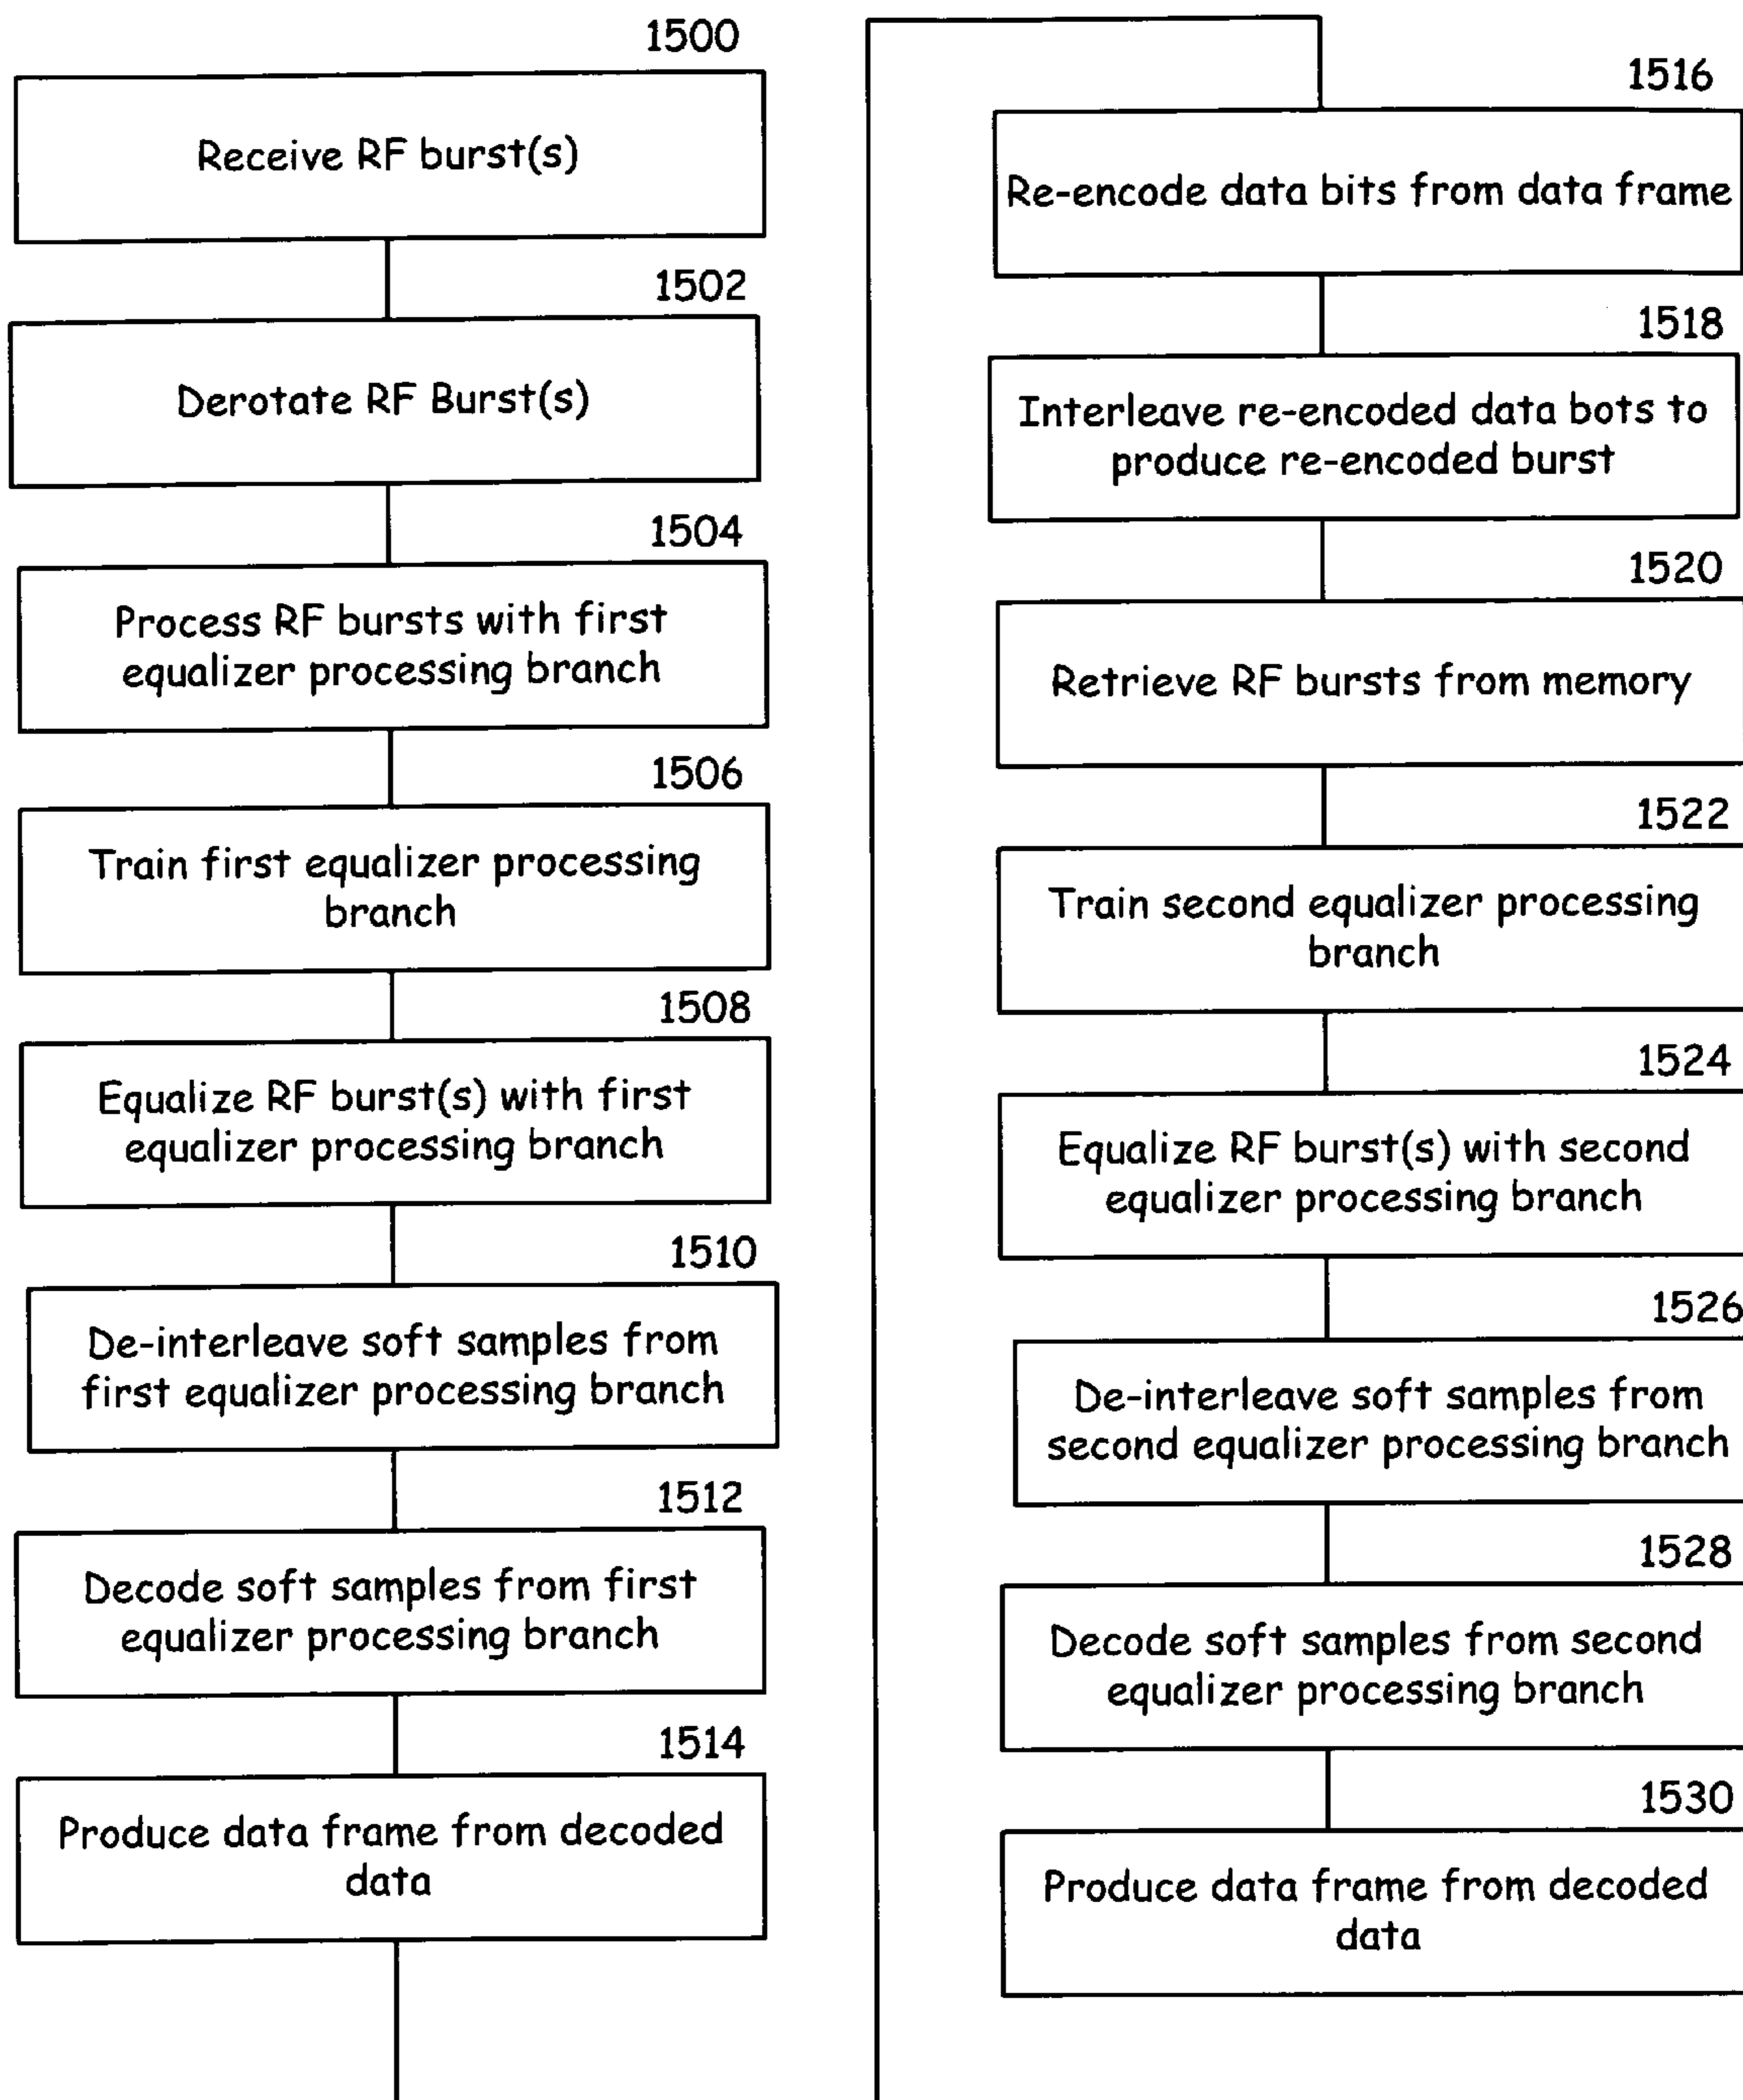 1500
Receive RF burst(s)
1502
Derotate RF Burst(s)
1504
Process RF bursts with first
equalizer processing branch
1506
Train first equalizer processing
branch
1508
Equalize RF burst(s) with first
equalizer processing branch
1510
De-interleave soft samples from
first equalizer processing branch
1512
Decode soft samples from first
equalizer processing branch
1514
Produce data frame from decoded
data
1516
Re-encode data bits from data frame
1518
Interleave re-encoded data bots to
produce re-encoded burst
1520
Retrieve RF bursts from memory
1522
Train second equalizer processing
branch
1524
Equalize RF burst(s) with second
equalizer processing branch
1526
De-interleave soft samples from
second equalizer processing branch
1528
Decode soft samples from second
equalizer processing branch
1530
Produce data frame from decoded
data